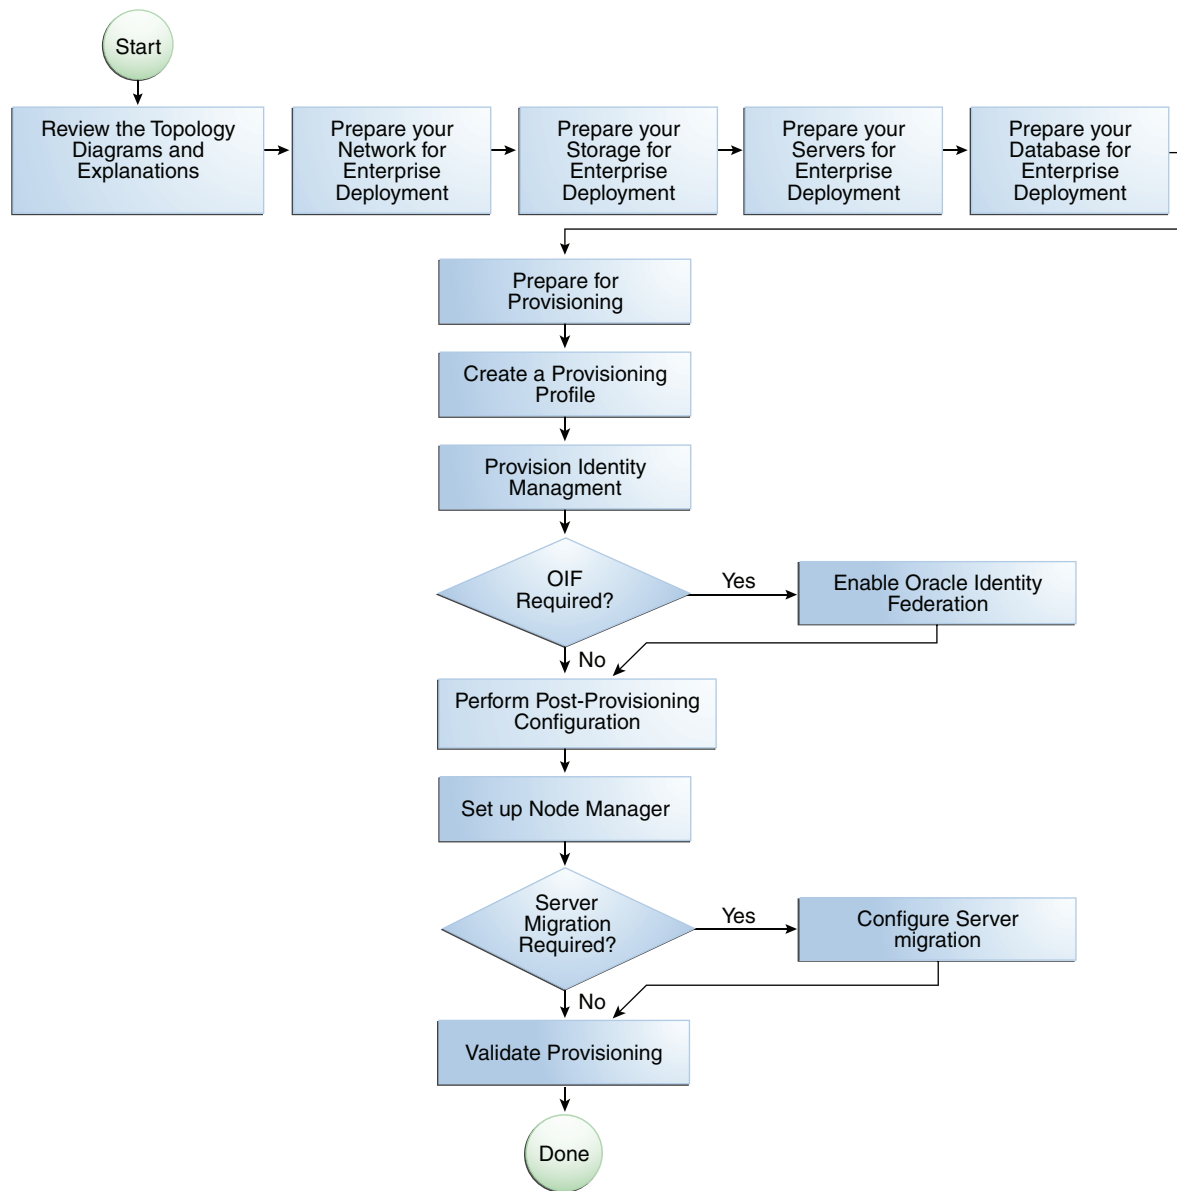 Start
Review the Topology
Diagrams and
Explanations
Prepare your
Network for
Enterprise
Deployment
Prepare your
Storage for
Enterprise
Deployment
Prepare your
Servers for
Enterprise
Deployment
Prepare your
Database for
Enterprise
Deployment
Prepare for
Provisioning
Create a Provisioning
Profile
Provision Identity
Managment
OIF
Required?
Yes
Enable Oracle Identity
Federation
No
Perform Post-Provisioning
Configuration
Set up Node Manager
Server
Migration
Required?
Yes
Configure Server
migration
No
Validate Provisioning
Done